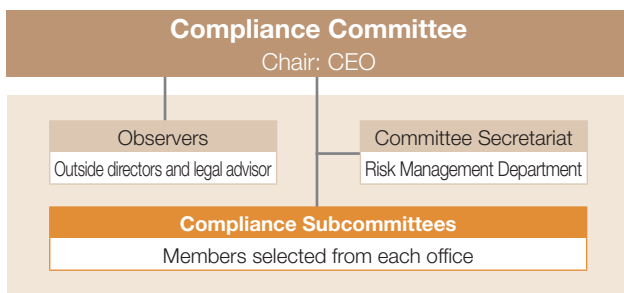 Compliance Committee
Chair: CEO
Observers
Outside directors and legal advisor
Committee Secretariat
Risk Management Department
Compliance Subcommittees
Members selected from each office